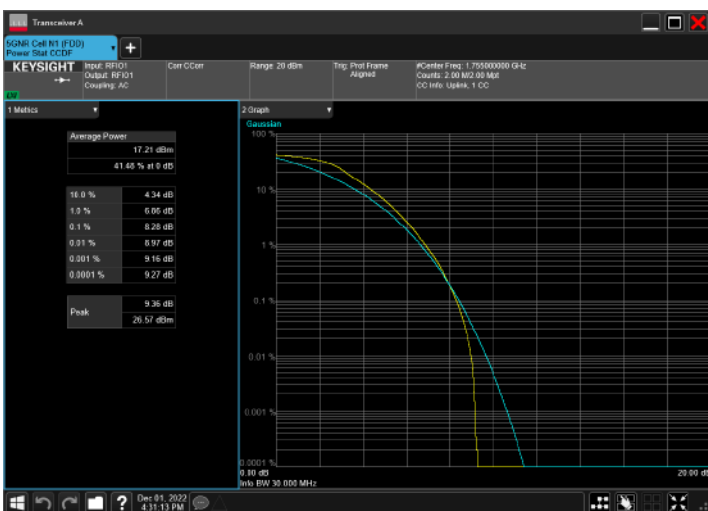 Transceiver A
5GNR Cell N1 (FDD)
Power Stat CCDF
KEYSIGHT
Input: RFIO1
Output: RFIO1
Coupling: AC
Corr CCorr
Range: 20 dBm
Trig: Prot Frame
Aligned
#Center Freq: 1.755000000 GHz
Counts: 2.00 M/2.00 Mpt
CC Info: Uplink, 1 CC
1 Metrics
Average Power
17.21 dBm
41.48 % at 0 dB
10.0 % 4.34 dB
1.0 % 6.66 dB
0.1 % 8.28 dB
0.01 % 8.97 dB
0.001 % 9.16 dB
0.0001 % 9.27 dB
Peak
9.36 dB
26.57 dBm
2 Graph
Gaussian
100 %
10 %
1 %
0.1 %
0.01 %
0.001 %
0.0001 %
0.00 dB
20.00 dB
Info BW 30.000 MHz
?
Dec 01, 2022
4:31:13 PM